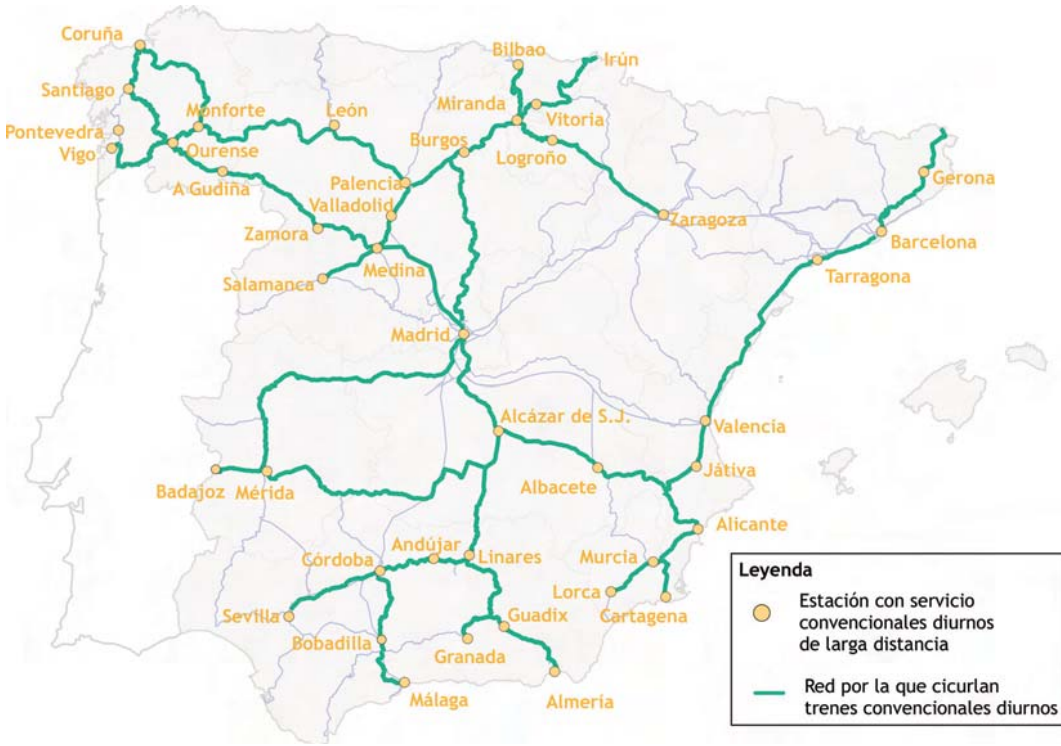 Coruña
Bilbao
Irún
Santiago
Monforte
León
Miranda
Vitoria
Pontevedra
Vigo
Ourense
Burgos
Logroño
A Gudiña
Palencia
Valladolid
Gerona
Zamora
Zaragoza
Barcelona
Medina
Tarragona
Salamanca
Madrid
Alcázar de S.J.
Valencia
Badajoz
Mérida
Albacete
Játiva
Alicante
Andújar
Córdoba
Linares
Murcia
Lorca
Cartagena
Sevilla
Guadix
Bobadilla
Granada
Málaga
Almería
Leyenda
Estación con servicio
convencionales diurnos
de larga distancia
Red por la que cicurlan
trenes convencionales diurnos